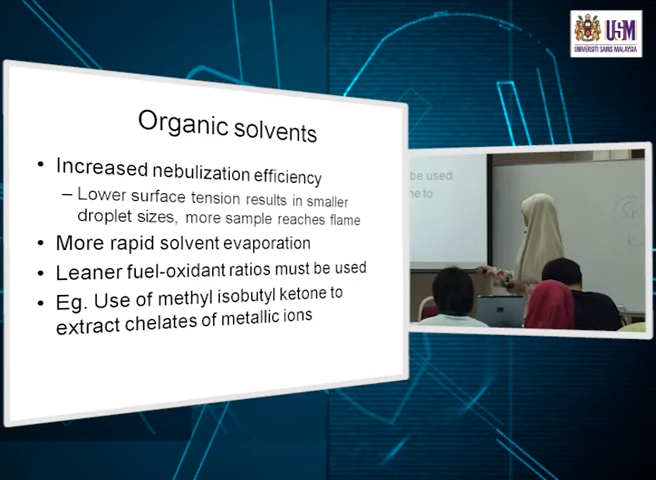 USM
UNIVERSITI SAINS MALAYSIA
Organic solvents
• Increased nebulization efficiency
– Lower surface tension results in smaller
droplet sizes, more sample reaches flame
• More rapid solvent evaporation
• Leaner fuel-oxidant ratios must be used
• Eg. Use of methyl isobutyl ketone to
extract chelates of metallic ions
be used
to